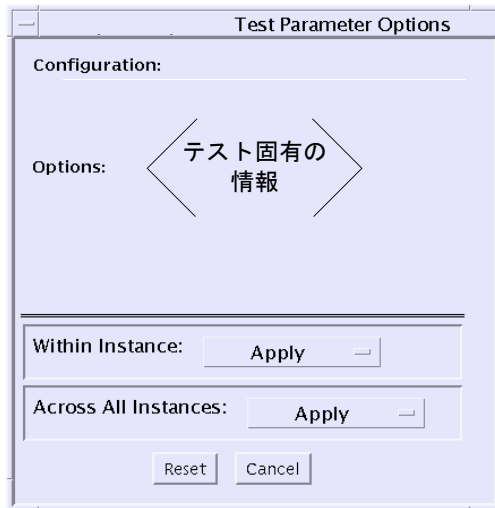 Test Parameter Options
Configuration:
Options:
テスト固有の
情報
Within Instance:
Apply
Across All Instances:
Apply
Reset
Cancel